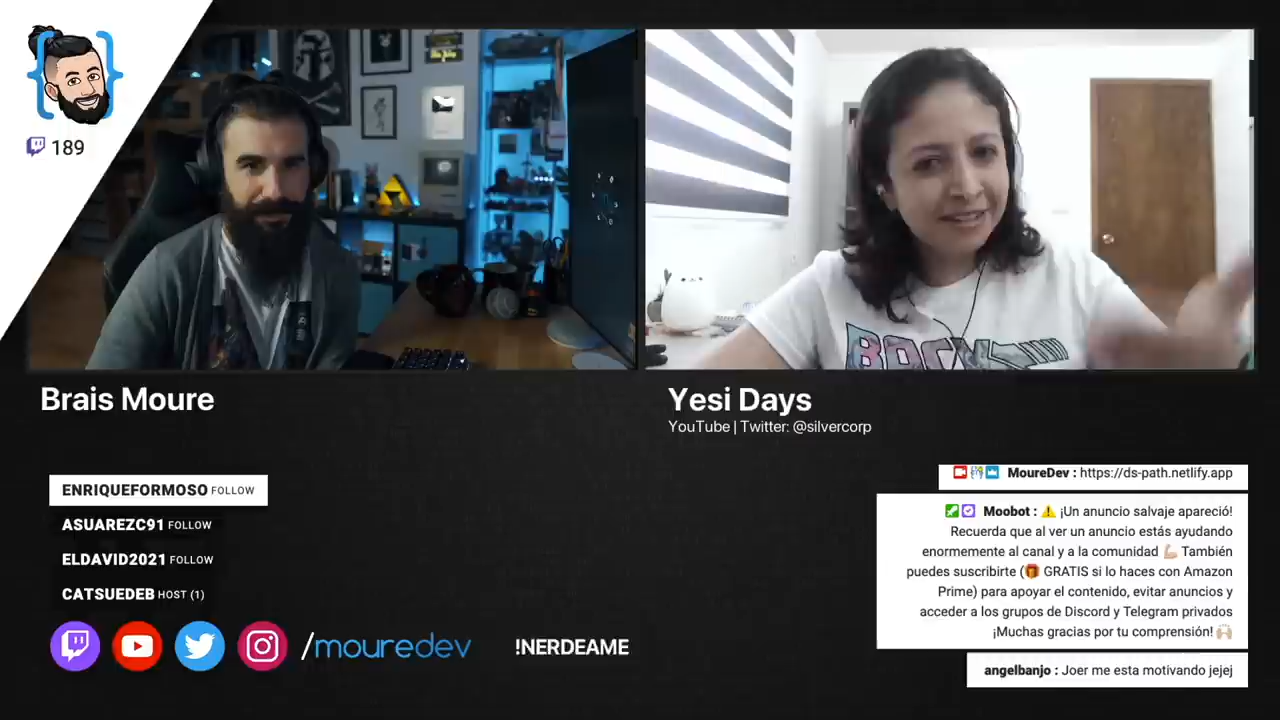 189
Brais Moure
Yesi Days
YouTube | Twitter: @silvercorp
ENRIQUEFORMOSO FOLLOW
ASUAREZC91 FOLLOW
ELDAVID2021 FOLLOW
CATSUEDEB HOST (1)
/mouredev
!NERDEAME
MoureDev : https://ds-path.netlify.app
Moobot : ⚠️ ¡Un anuncio salvaje apareció!
Recuerda que al ver un anuncio estás ayudando
enormemente al canal y a la comunidad 💪🏼 También
puedes suscribirte (🎁 GRATIS si lo haces con Amazon
Prime) para apoyar el contenido, evitar anuncios y
acceder a los grupos de Discord y Telegram privados
¡Muchas gracias por tu comprensión! 🙌🏼
angelbanjo : Joer me esta motivando jejej